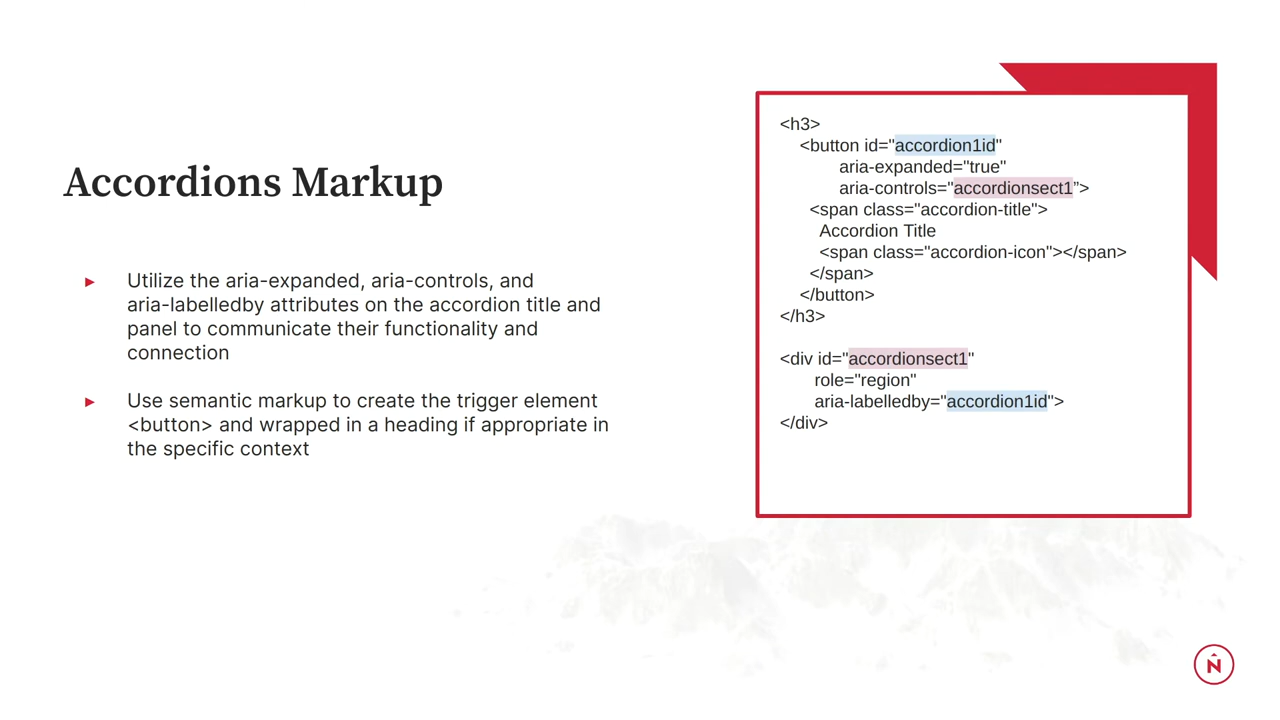 Accordions Markup
▸ Utilize the aria-expanded, aria-controls, and
aria-labelledby attributes on the accordion title and
panel to communicate their functionality and
connection
▸ Use semantic markup to create the trigger element
<button> and wrapped in a heading if appropriate in
the specific context
<h3>
<button id="accordion1id"
aria-expanded="true"
aria-controls="accordionsect1”>
<span class="accordion-title">
Accordion Title
<span class="accordion-icon"></span>
</span>
</button>
</h3>
<div id="accordionsect1"
role="region"
aria-labelledby="accordion1id">
</div>
N